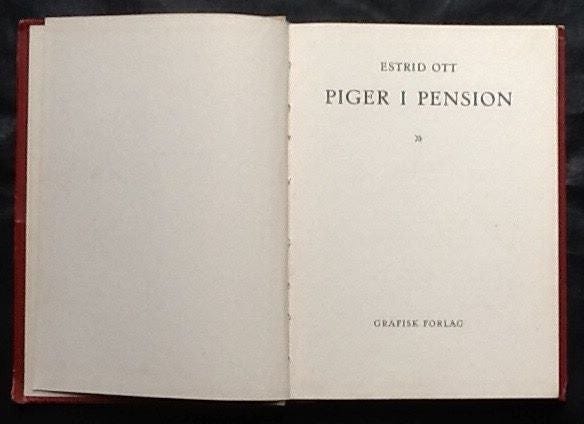 ESTRID OTT
PIGER I PENSION
»
GRAFISK FORLAG